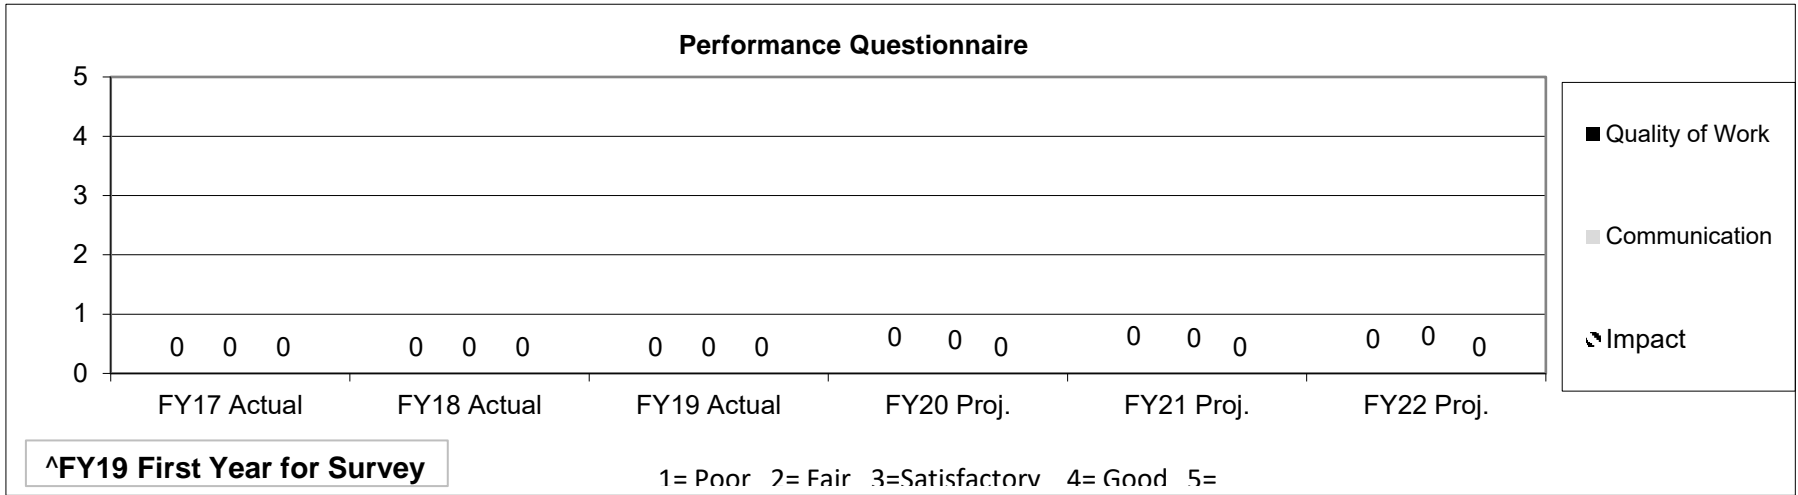 Performance Questionnaire
5
4
3
2
1
0
0 0 0 0 0 0 0 0 0 0 0 0 0 0 0 0 0 0
FY17 Actual FY18 Actual FY19 Actual FY20 Proj. FY21 Proj. FY22 Proj.
Quality of Work
Communication
Impact
^FY19 First Year for Survey
1= Poor 2= Fair 3=Satisfactory 4= Good 5=